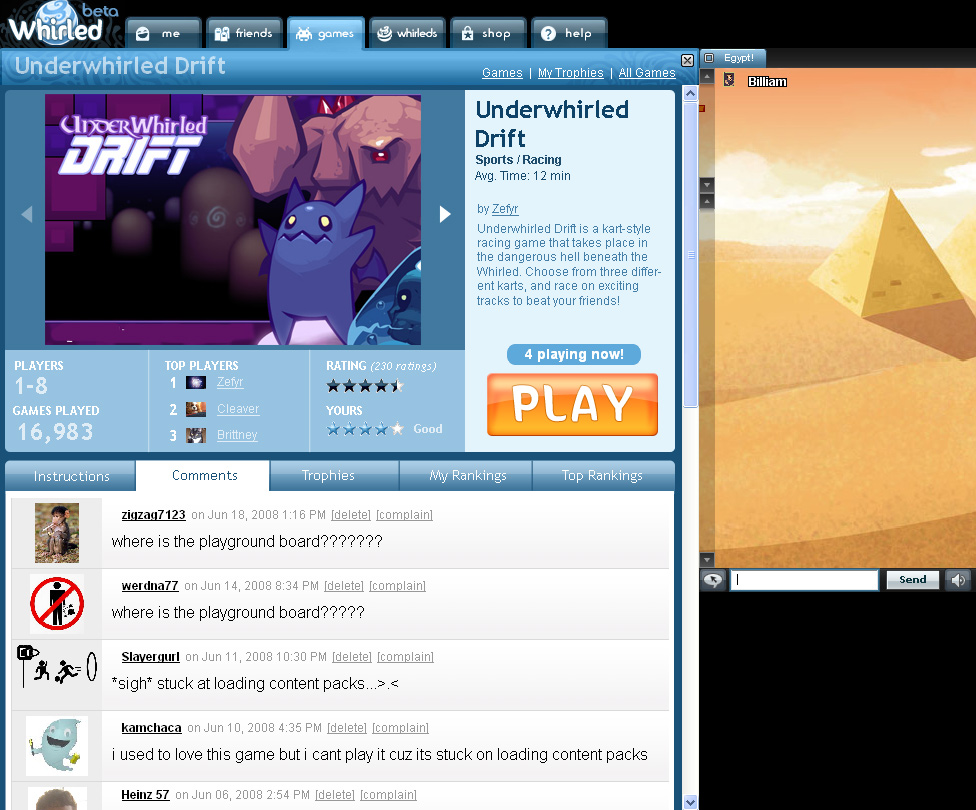 Whirled beta
me
friends
games
whirleds
shop
help
Underwhirled Drift
Games | My Trophies | All Games
Egypt!
Billiam
UNDERWHIRLED
DRIFT
Underwhirled
Drift
Sports / Racing
Avg. Time: 12 min
by Zefyr
Underwhirled Drift is a kart-style
racing game that takes place in
the dangerous hell beneath the
Whirled. Choose from three differ-
ent karts, and race on exciting
tracks to beat your friends!
4 playing now!
PLAY
PLAYERS
1-8
GAMES PLAYED
16,983
TOP PLAYERS
1 Zefyr
2 Cleaver
3 Brittney
RATING (230 ratings)
YOURS
Good
Send
Instructions
Comments
Trophies
My Rankings
Top Rankings
zigzag7123 on Jun 18, 2008 1:16 PM [delete] [complain]
where is the playground board???????
werdna77 on Jun 14, 2008 8:34 PM [delete] [complain]
where is the playground board?????
Slayergurl on Jun 11, 2008 10:30 PM [delete] [complain]
*sigh* stuck at loading content packs...>.<
kamchaca on Jun 10, 2008 4:35 PM [delete] [complain]
i used to love this game but i cant play it cuz its stuck on loading content packs
Heinz 57 on Jun 06, 2008 2:54 PM [delete] [complain]